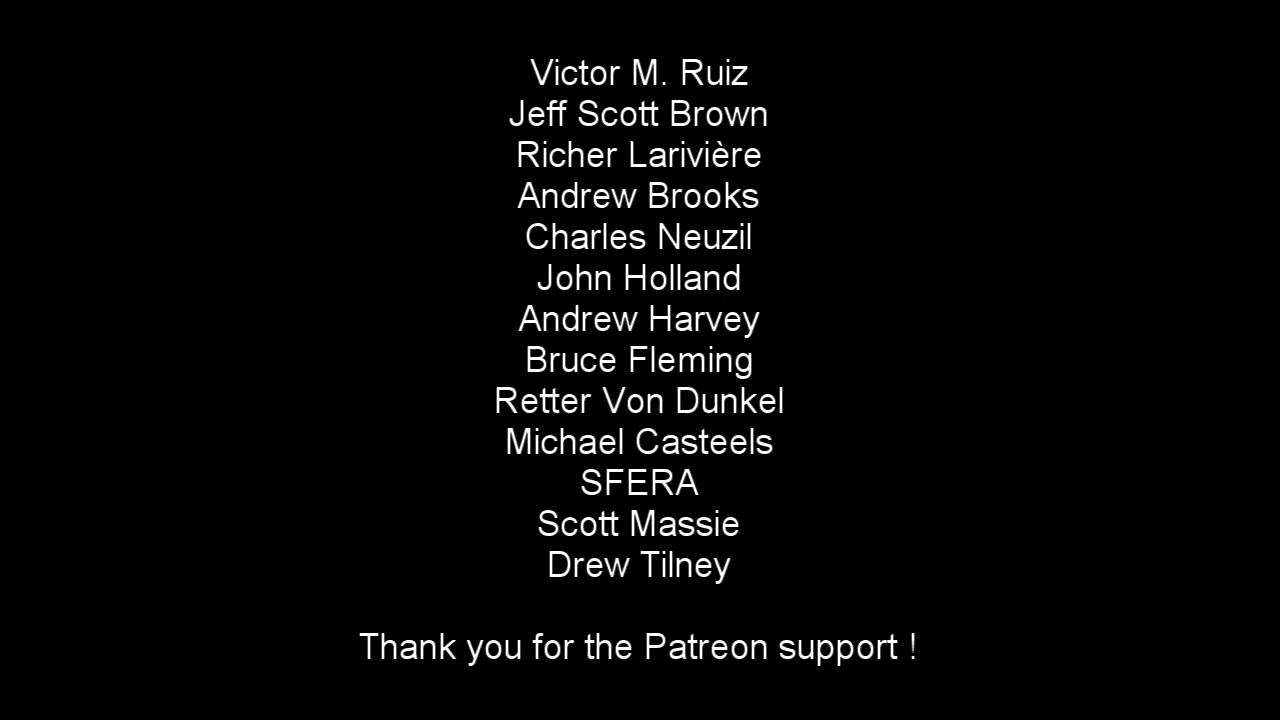 Victor M. Ruiz
Jeff Scott Brown
Richer Larivière
Andrew Brooks
Charles Neuzil
John Holland
Andrew Harvey
Bruce Fleming
Retter Von Dunkel
Michael Casteels
SFERA
Scott Massie
Drew Tilney
Thank you for the Patreon support !